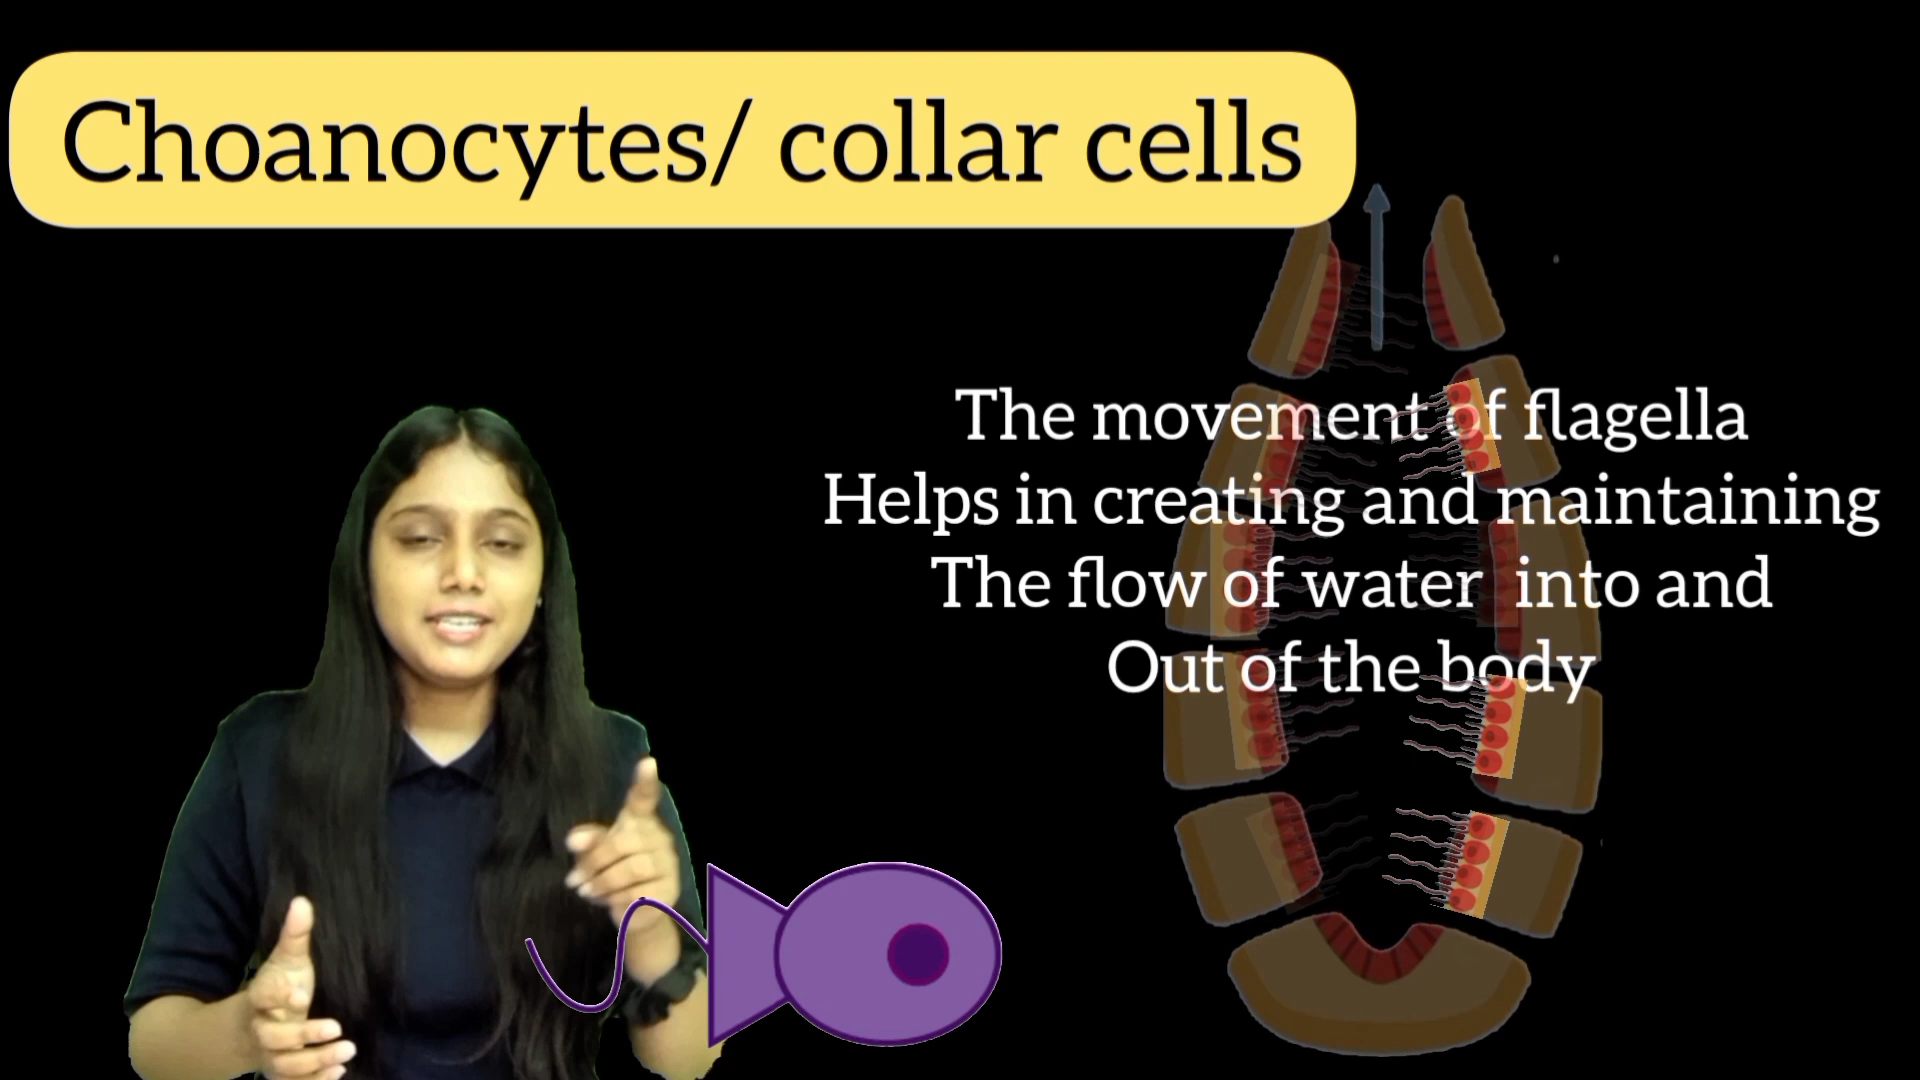 Choanocytes/ collar cells
The movement of flagella
Helps in creating and maintaining
The flow of water into and
Out of the body